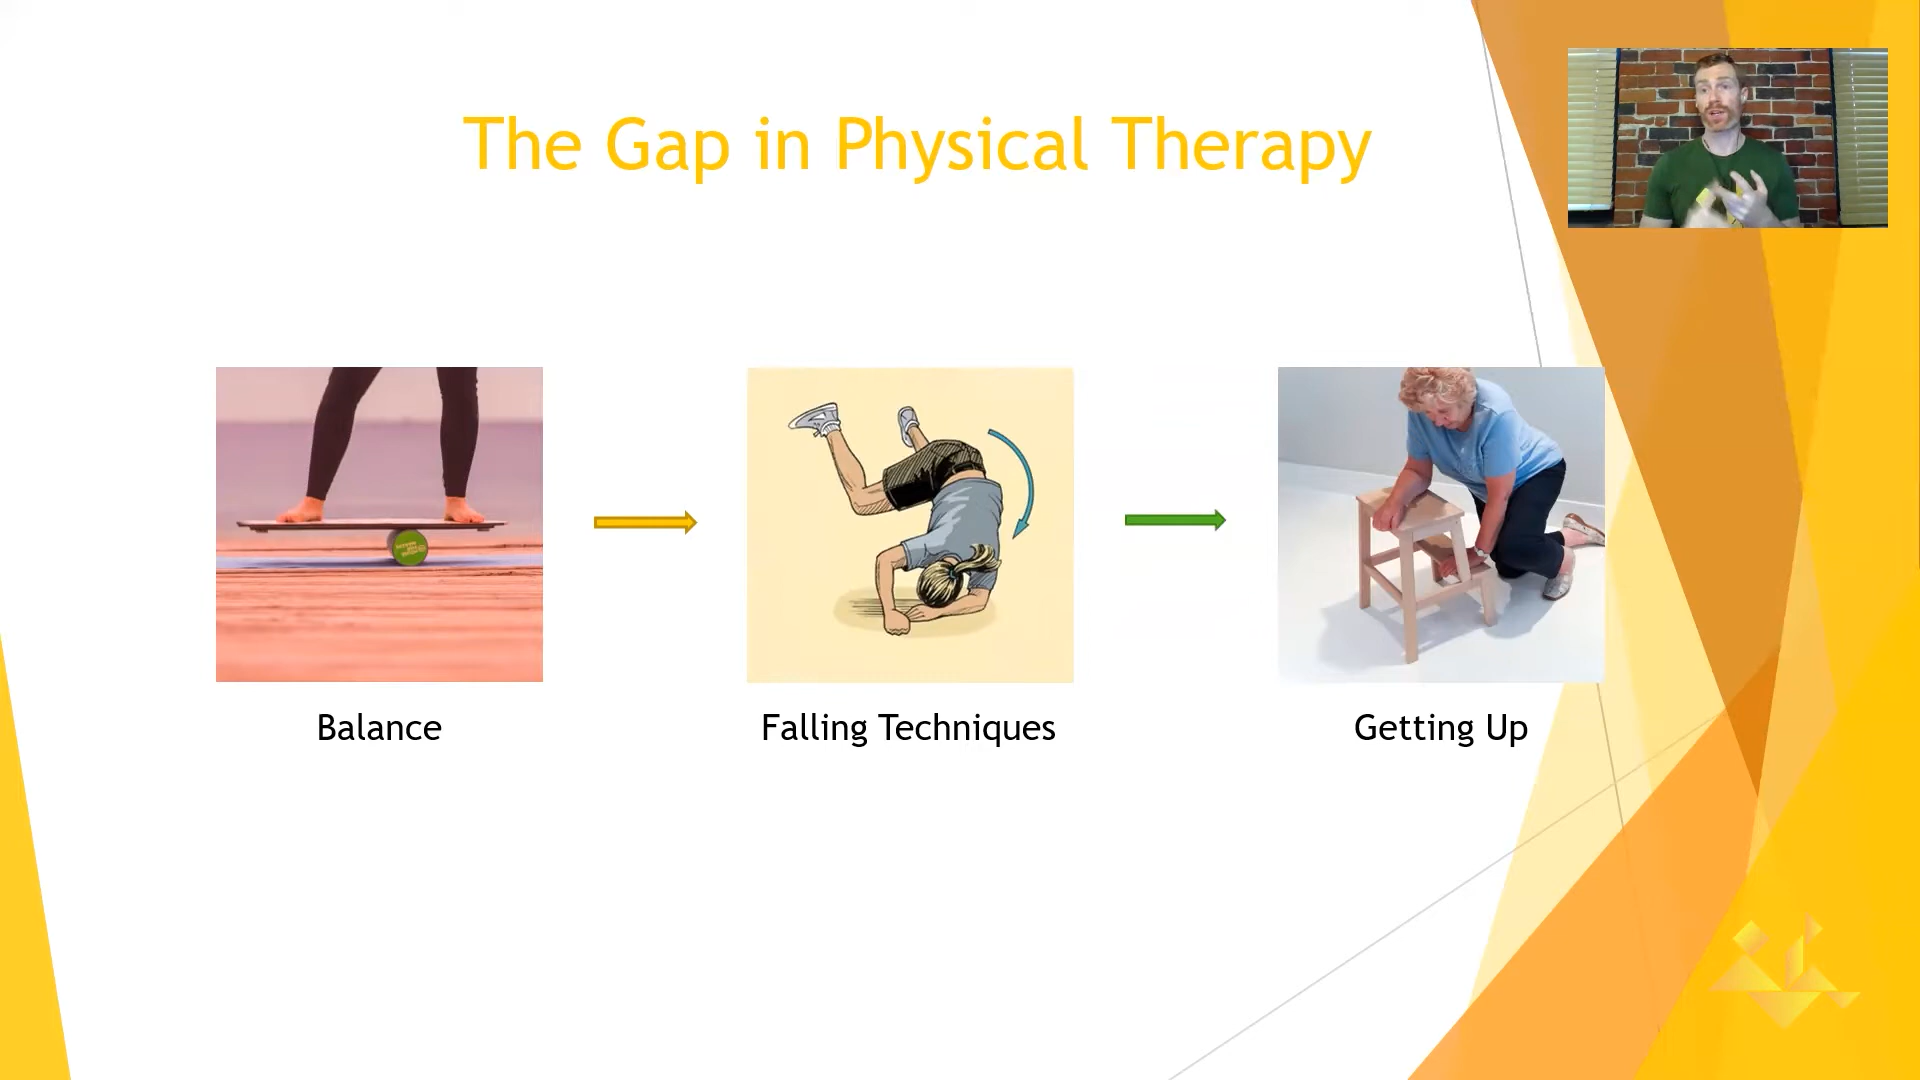 The Gap in Physical Therapy
Balance
Falling Techniques
Getting Up